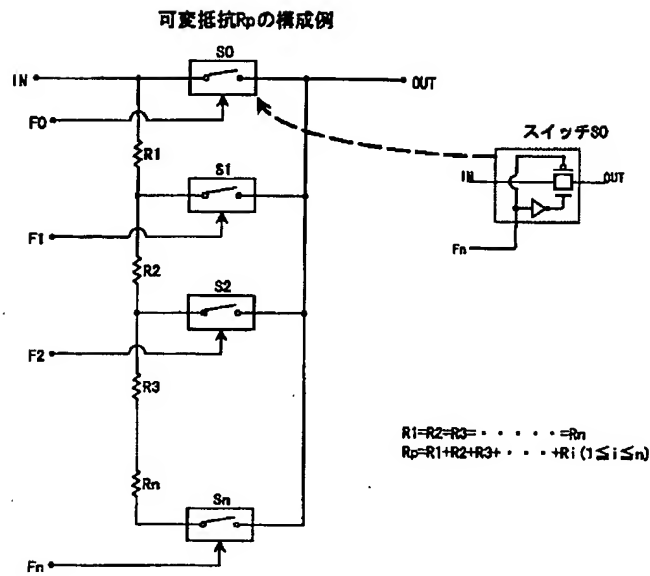 可変抵抗Rpの構成例
S0
IN
OUT
F0
スイッチS0
R1
IN
OUT
S1
F1
Fn
R2
S2
F2
R3
R1=R2=R3=・・・・・・=Rn
Rp=R1+R2+R3+・・・・+Ri(1≦i≦n)
Rn
Sn
Fn